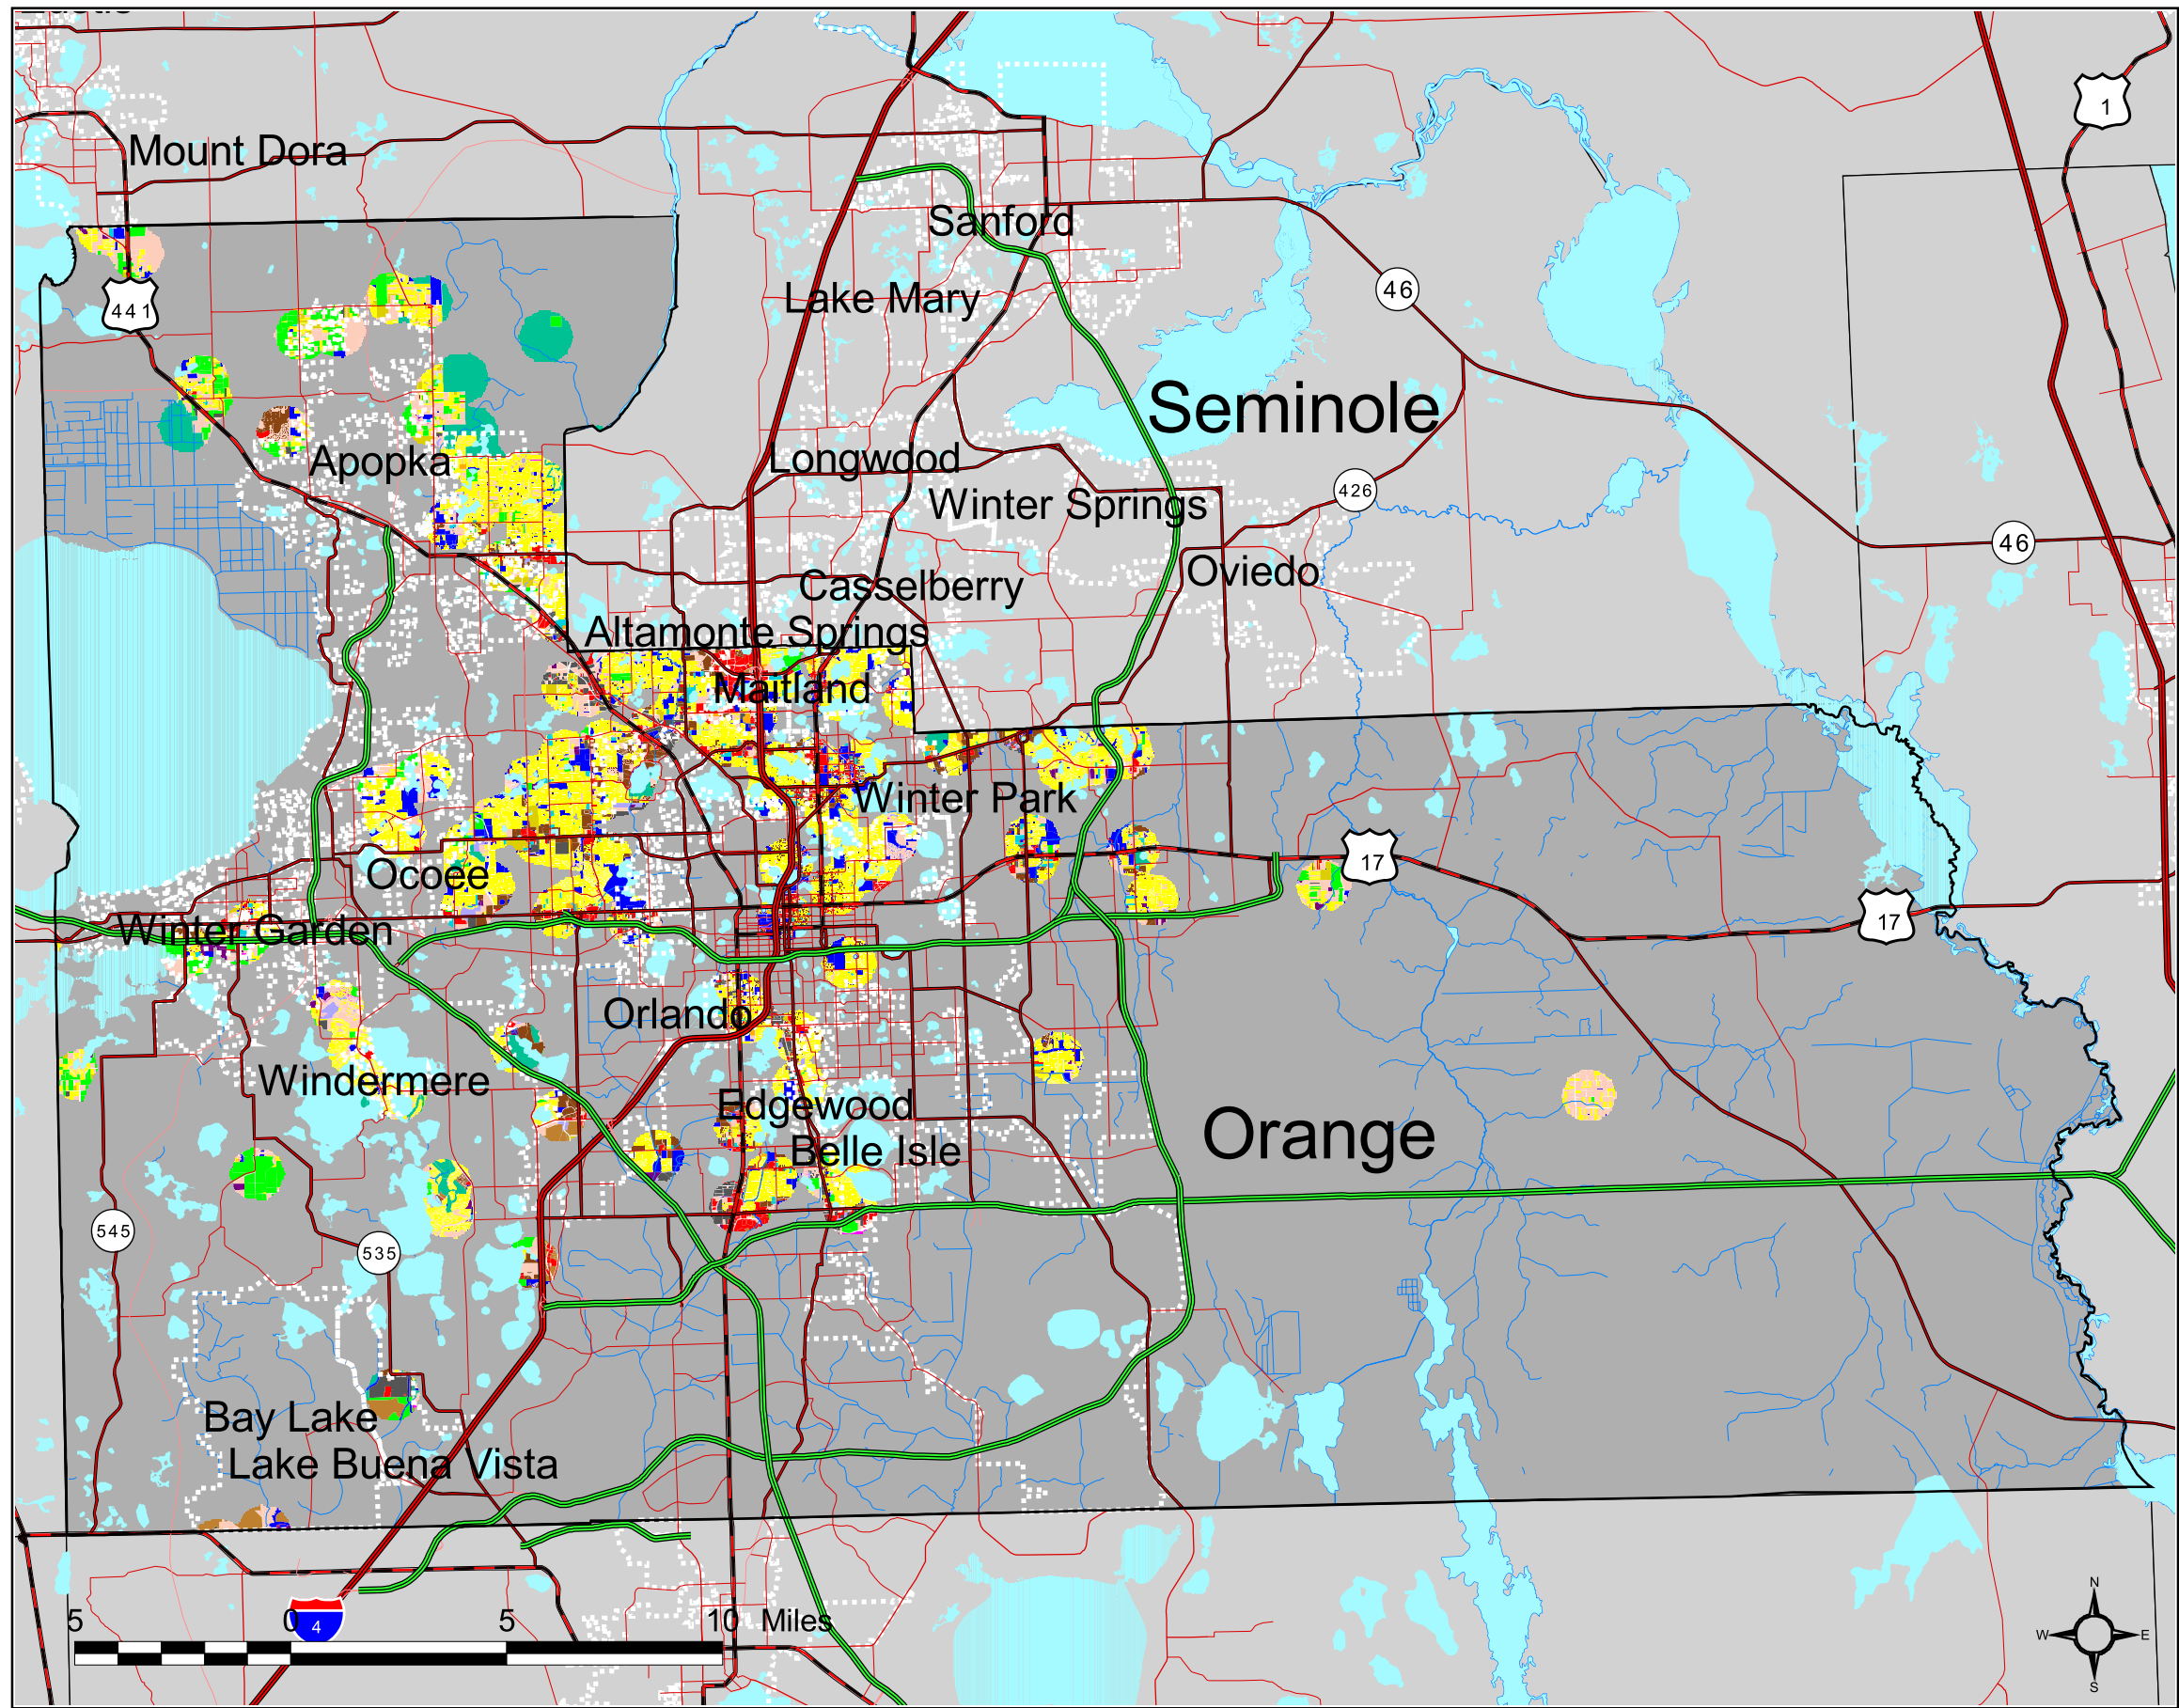 1
Mount Dora
Sanford
441
Lake Mary
46
Seminole
Apopka
Longwood
426
Winter Springs
46
Oviedo
Casselberry
Altamonte Springs
Maitland
Winter Park
17
Ocoee
17
Winter Garden
Orlando
Windermere
Edgewood
Orange
Belle Isle
545
535
Bay Lake
Lake Buena Vista
5 0 5 10 Miles
4
N
W E
S